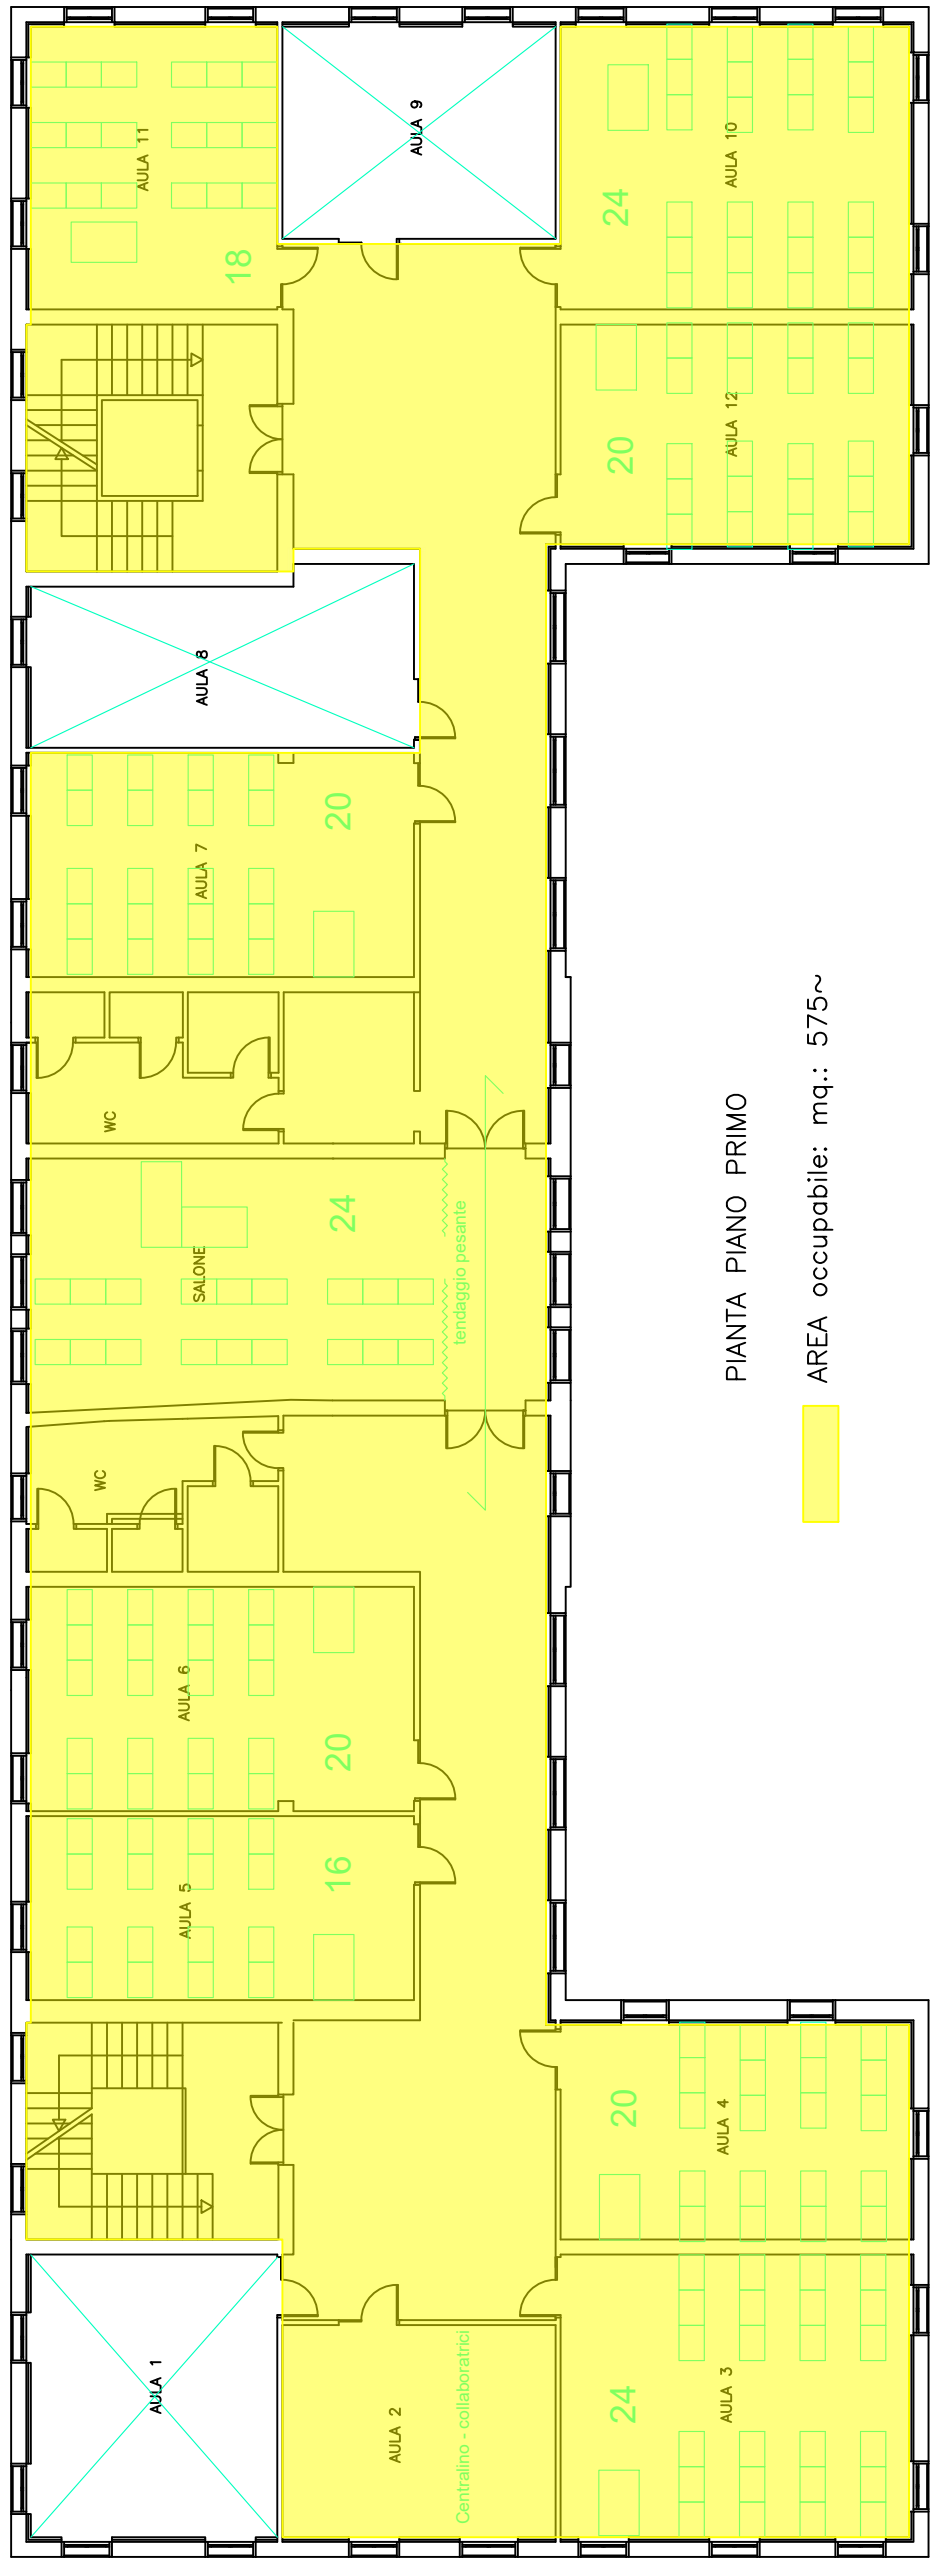 AULA 11
18
AULA 9
AULA 10
24
AULA 12
20
AULA 8
AULA 7
20
WC
SALONE
24
tendaggio pesante
WC
AULA 6
20
AULA 5
16
AULA 4
20
AULA 1
AULA 2
Centralino - collaboratrici
AULA 3
24
PIANTA PIANO PRIMO
AREA occupabile: mq.: 575~